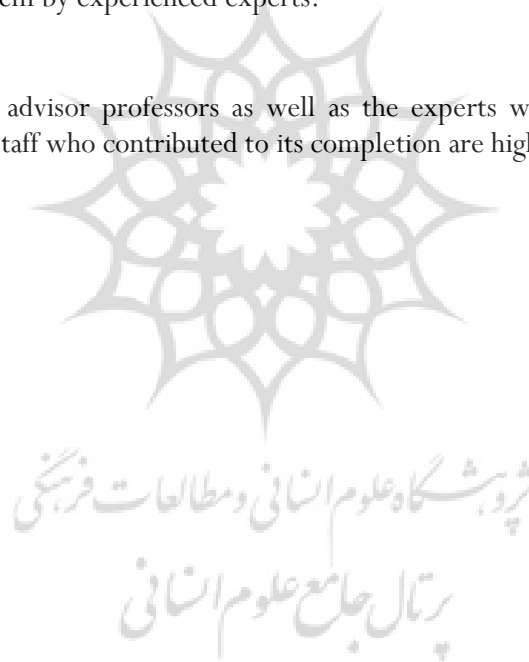 em by experienced experts.
advisor professors as well as the experts w
taff who contributed to its completion are hig
پژوهشگاه علوم انسانی و مطالعات فرهنگی
پرتال جامع علوم انسانی